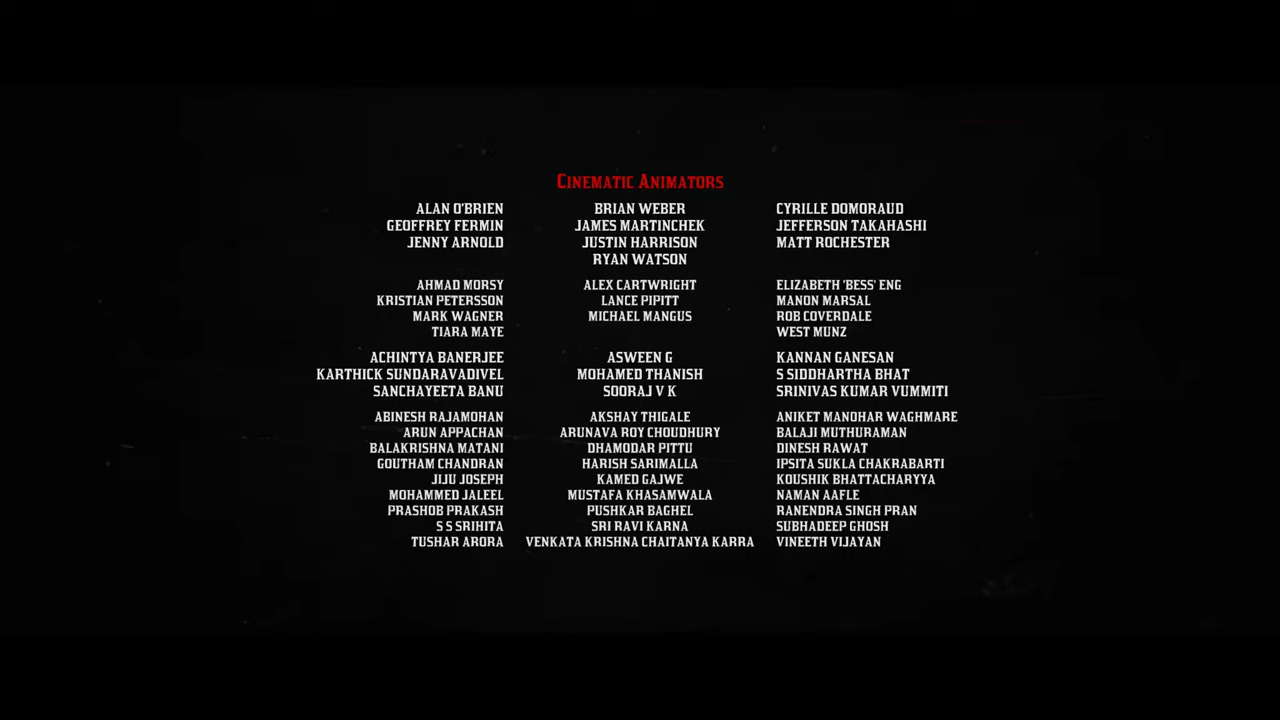 CINEMATIC ANIMATORS
ALAN O'BRIEN BRIAN WEBER CYRILLE DOMORAUD
GEOFFREY FERMIN JAMES MARTINCHEK JEFFERSON TAKAHASHI
JENNY ARNOLD JUSTIN HARRISON MATT ROCHESTER
RYAN WATSON
AHMAD MORSY ALEX CARTWRIGHT ELIZABETH 'BESS' ENG
KRISTIAN PETERSSON LANCE PIPITT MANON MARSAL
MARK WAGNER MICHAEL MANGUS ROB COVERDALE
TIARA MAYE WEST MUNZ
ACHINTYA BANERJEE ASWEEN G KANNAN GANESAN
KARTHICK SUNDARAVADIVEL MOHAMED THANISH S SIDDHARTHA BHAT
SANCHAYEETA BANU SOORAJ V K SRINIVAS KUMAR VUMMITI
ABINESH RAJAMOHAN AKSHAY THIGALE ANIKET MANOHAR WAGHMARE
ARUN APPACHAN ARUNAVA ROY CHOUDHURY BALAJI MUTHURAMAN
BALAKRISHNA MATANI DHAMODAR PITTU DINESH RAWAT
GOUTHAM CHANDRAN HARISH SARIMALLA IPSITA SUKLA CHAKRABARTI
JIJU JOSEPH KAMED GAJWE KOUSHIK BHATTACHARYYA
MOHAMMED JALEEL MUSTAFA KHASAMWALA NAMAN AAFLE
PRASHOB PRAKASH PUSHKAR BAGHEL RANENDRA SINGH PRAN
S S SRIHITA SRI RAVI KARNA SUBHADEEP GHOSH
TUSHAR ARORA VENKATA KRISHNA CHAITANYA KARRA VINEETH VIJAYAN